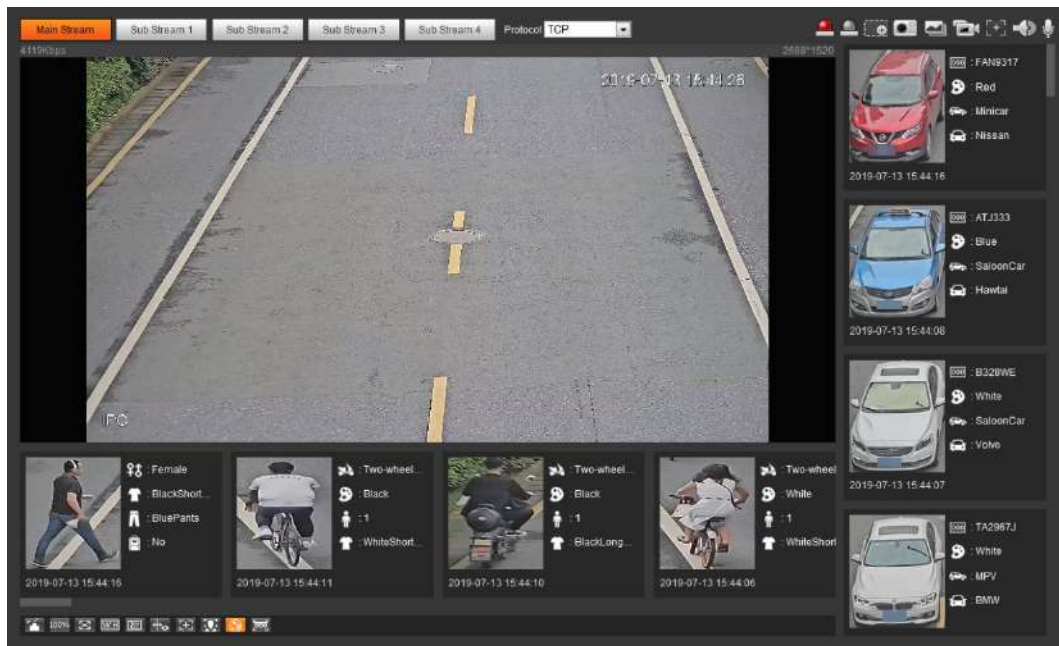 Main Stream Sub Stream 1 Sub Stream 2 Sub Stream 3 Sub Stream 4 Protocol TCP
4119Kbps 2688*1520
2019-07-13 15:44:26
IPC
: FAN9317
: Red
: Minicar
: Nissan
2019-07-13 15:44:16
: ATJ333
: Blue
: SaloonCar
: Hawtai
2019-07-13 15:44:08
: B328WE
: White
: SaloonCar
: Volvo
2019-07-13 15:44:07
: TA2967J
: White
: MPV
: BMW
: Female
: BlackShort...
: BluePants
: No
2019-07-13 15:44:16
: Two-wheel...
: Black
: 1
: WhiteShort...
2019-07-13 15:44:11
: Two-wheel...
: Black
: 1
: BlackLong...
2019-07-13 15:44:10
: Two-wheel
: White
: 1
: WhiteShort
2019-07-13 15:44:06
100%